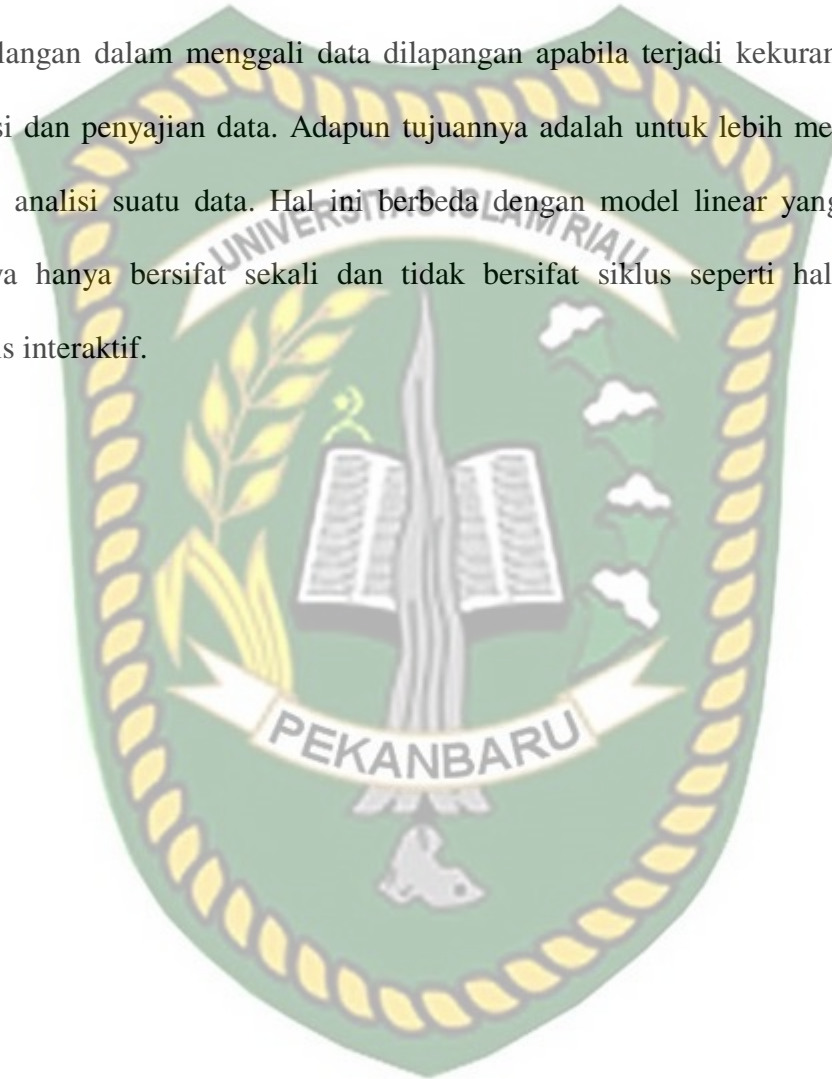 langan dalam menggali data dilapangan apabila terjadi kekuran
si dan penyajian data. Adapun tujuannya adalah untuk lebih me
analisi suatu data. Hal ini berbeda dengan model linear yang
a hanya bersifat sekali dan tidak bersifat siklus seperti hal
is interaktif.
UNIVERSITAS ISLAM RIAU
PEKANBARU